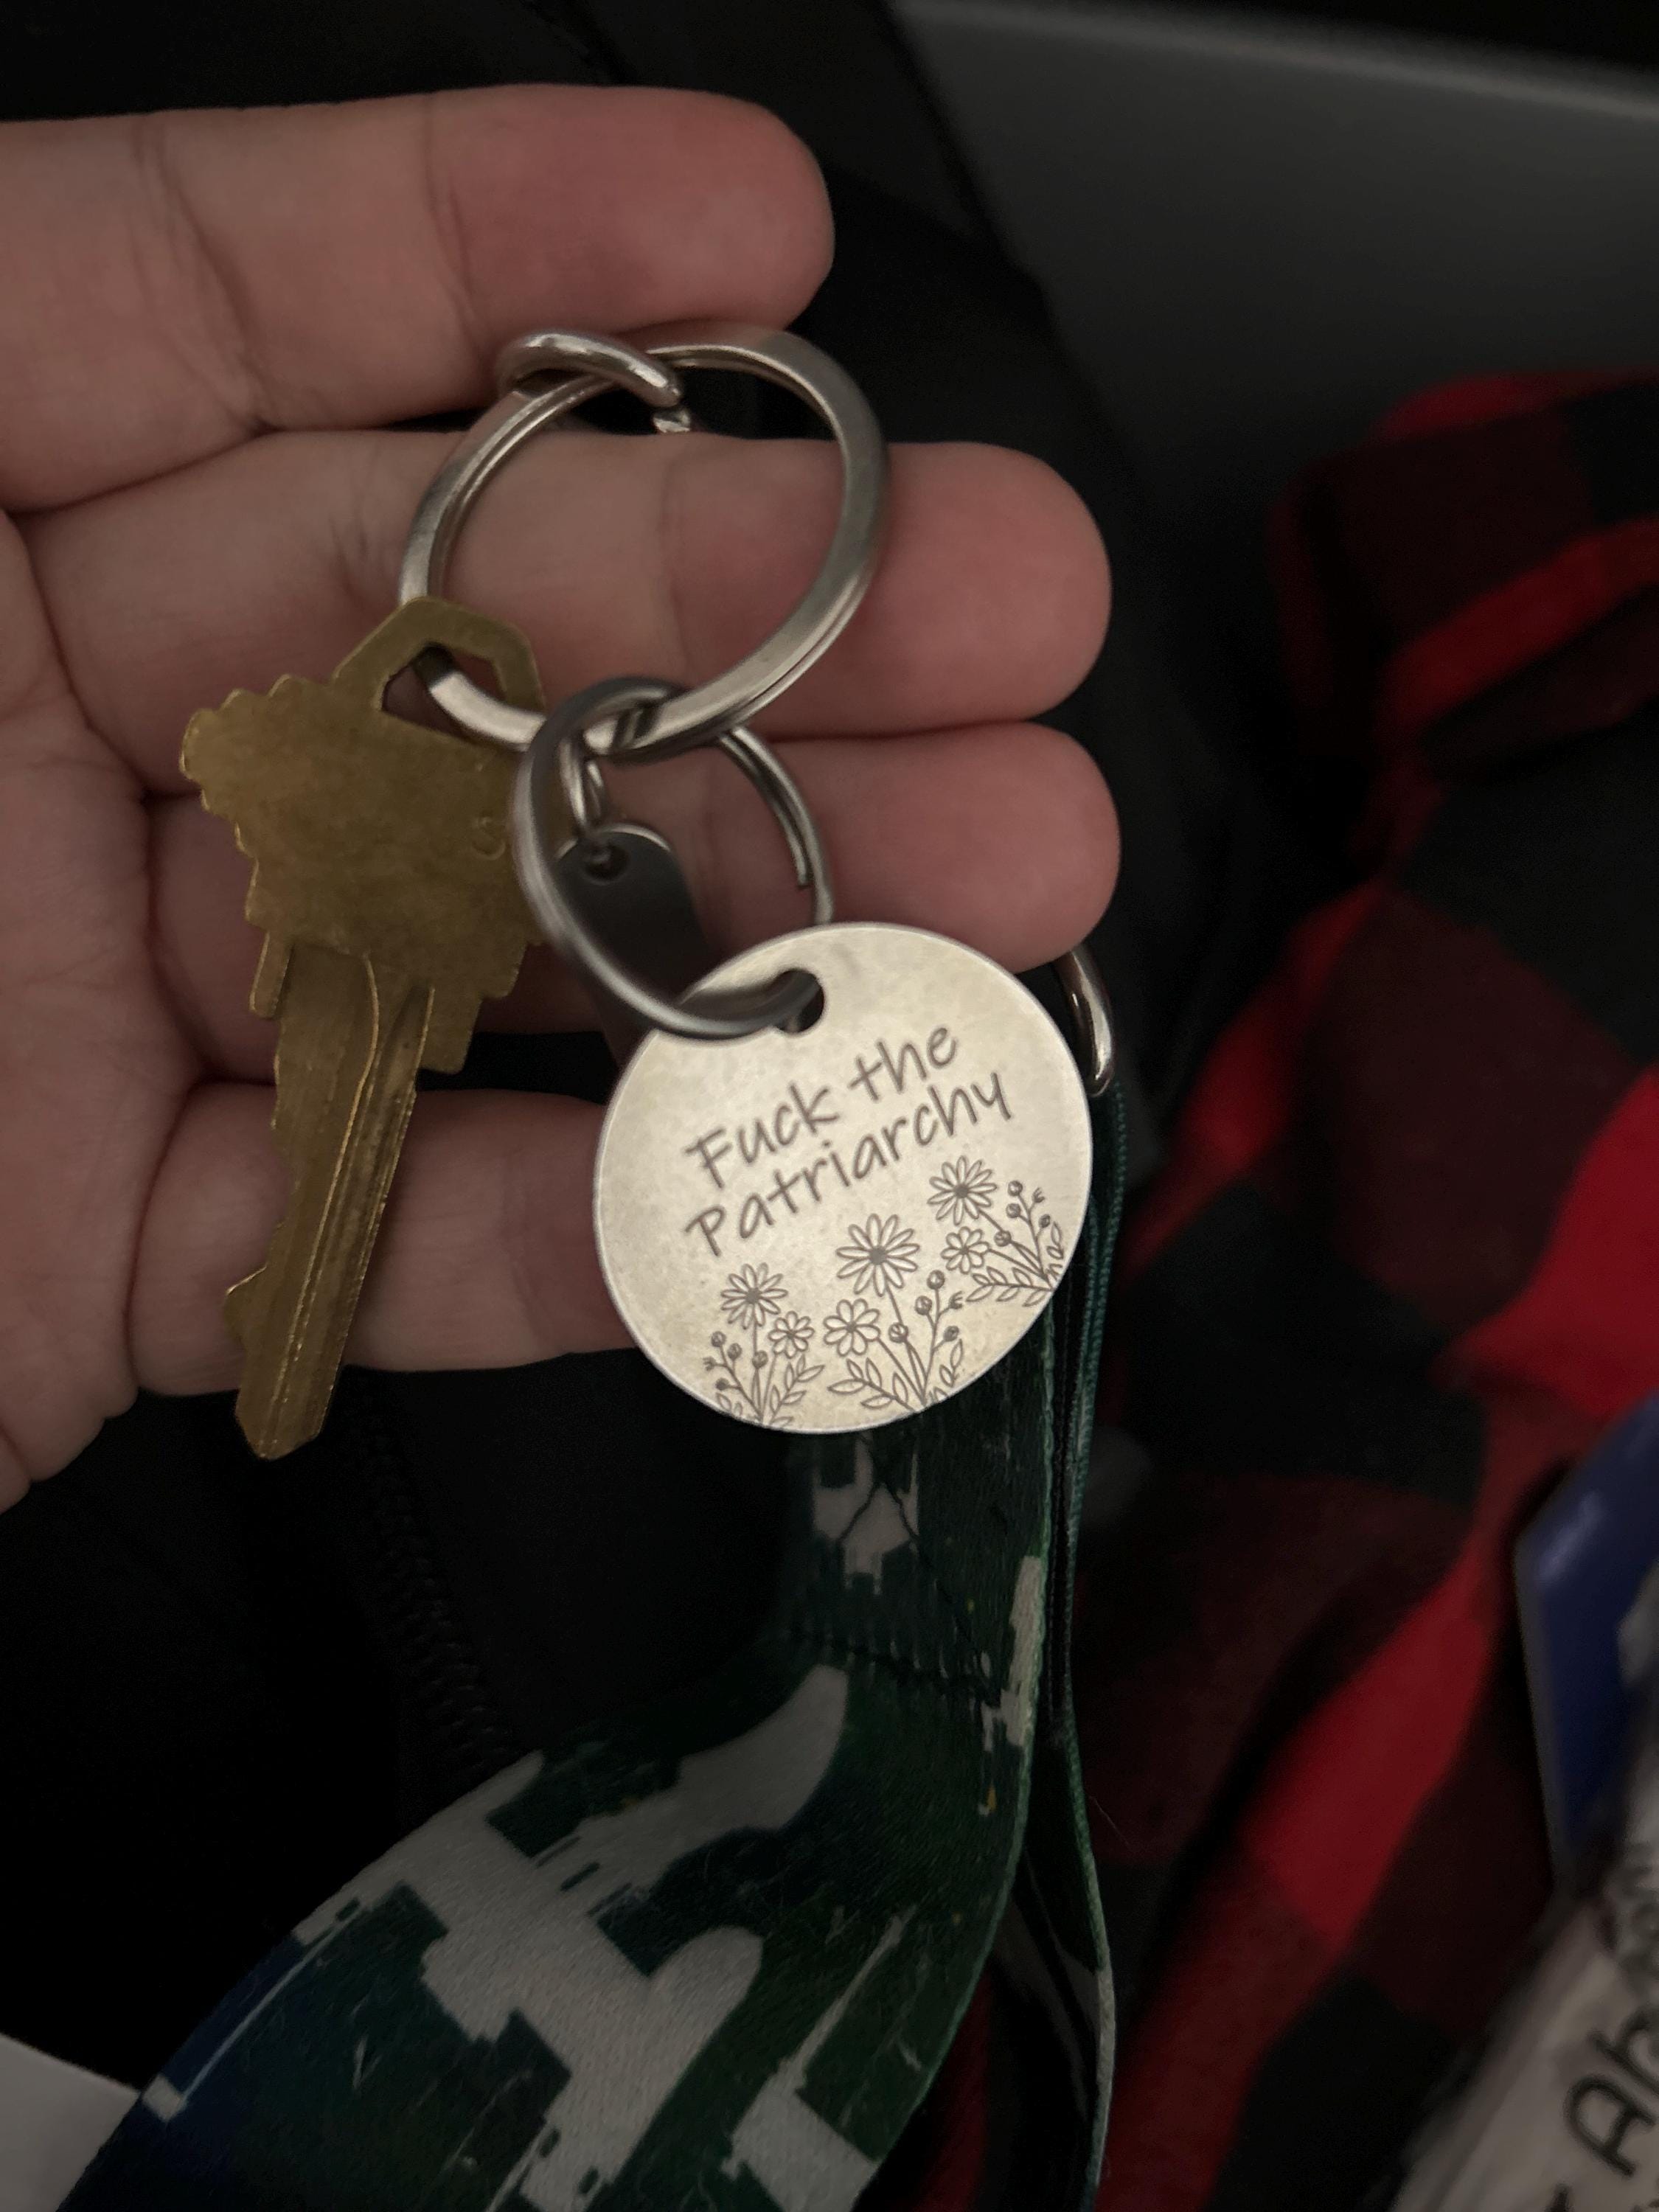 Fuck the
Patriarchy